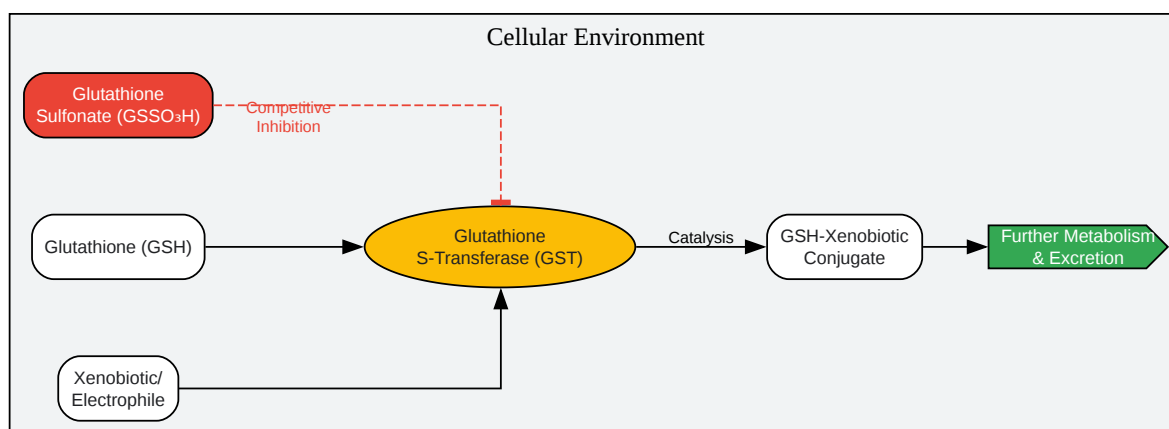 Cellular Environment
Glutathione
Sulfonate (GSSO₃H)
Competitive
Inhibition
Glutathione (GSH)
Glutathione
S-Transferase (GST)
Catalysis
GSH-Xenobiotic
Conjugate
Further Metabolism
& Excretion
Xenobiotic/
Electrophile